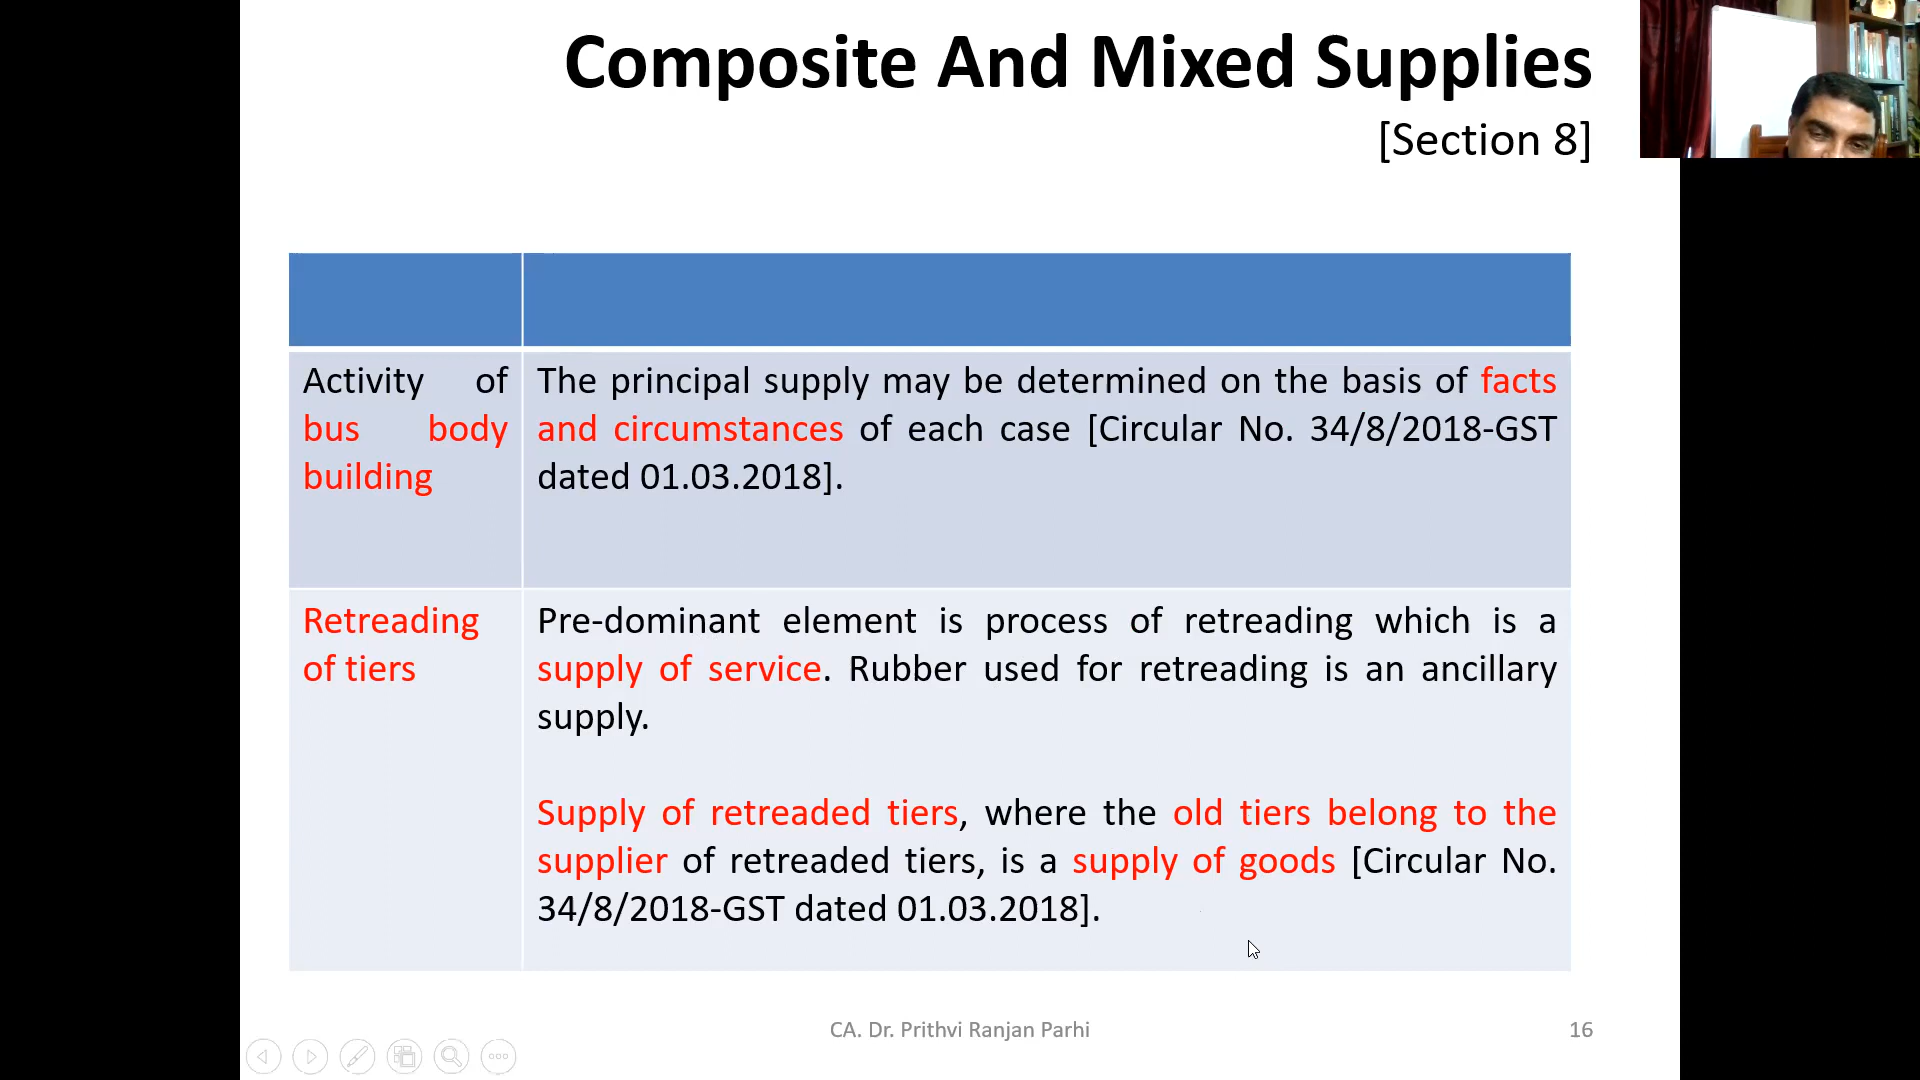 Composite And Mixed Supplies
[Section 8]
Activity of
bus body
building
The principal supply may be determined on the basis of facts
and circumstances of each case [Circular No. 34/8/2018-GST
dated 01.03.2018].
Retreading
of tiers
Pre-dominant element is process of retreading which is a
supply of service. Rubber used for retreading is an ancillary
supply.
Supply of retreaded tiers, where the old tiers belong to the
supplier of retreaded tiers, is a supply of goods [Circular No.
34/8/2018-GST dated 01.03.2018].
CA. Dr. Prithvi Ranjan Parhi
16